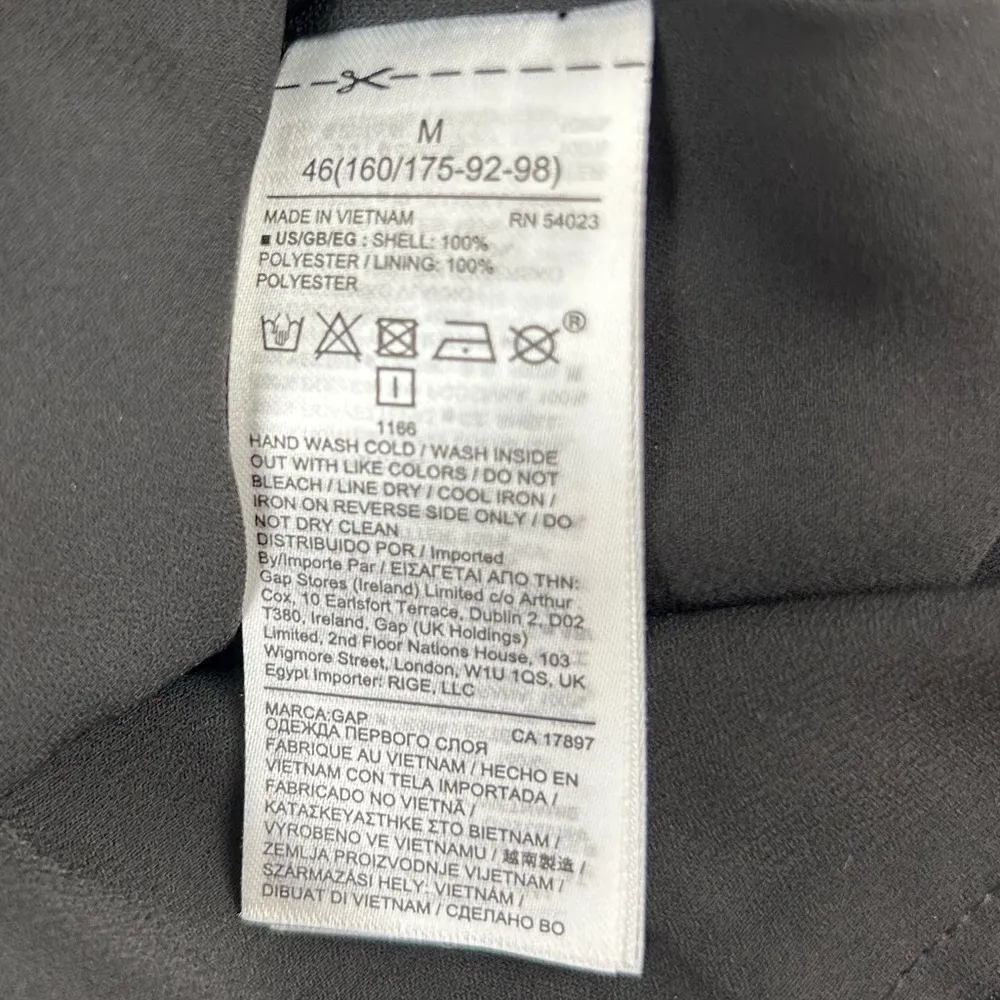 M
46(160/175-92-98)
MADE IN VIETNAM RN 54023
■ US/GB/EG : SHELL: 100%
POLYESTER / LINING: 100%
POLYESTER
®
1166
HAND WASH COLD / WASH INSIDE
OUT WITH LIKE COLORS / DO NOT
BLEACH / LINE DRY / COOL IRON /
IRON ON REVERSE SIDE ONLY / DO
NOT DRY CLEAN
DISTRIBUIDO POR / Imported
By/Importe Par / ΕΙΣΑΓΕΤΑΙ ΑΠΟ ΤΗΝ:
Gap Stores (Ireland) Limited c/o Arthur
Cox, 10 Earlsfort Terrace, Dublin 2, D02
T380, Ireland, Gap (UK Holdings)
Limited, 2nd Floor Nations House, 103
Wigmore Street, London, W1U 1QS, UK
Egypt Importer: RIGE, LLC
MARCA:GAP CA 17897
ОДЕЖДА ПЕРВОГО СЛОЯ
FABRIQUE AU VIETNAM / HECHO EN
VIETNAM CON TELA IMPORTADA /
FABRICADO NO VIETNÃ /
ΚΑΤΑΣΚΕΥΑΣΤΗΚΕ ΣΤΟ ΒΙΕΤΝΑΜ /
VYROBENO VE VIETNAMU / 越南製造 /
ZEMLJA PROIZVODNJE VIJETNAM /
SZÁRMAZÁSI HELY: VIETNÁM /
DIBUAT DI VIETNAM / СДЕЛАНО ВО